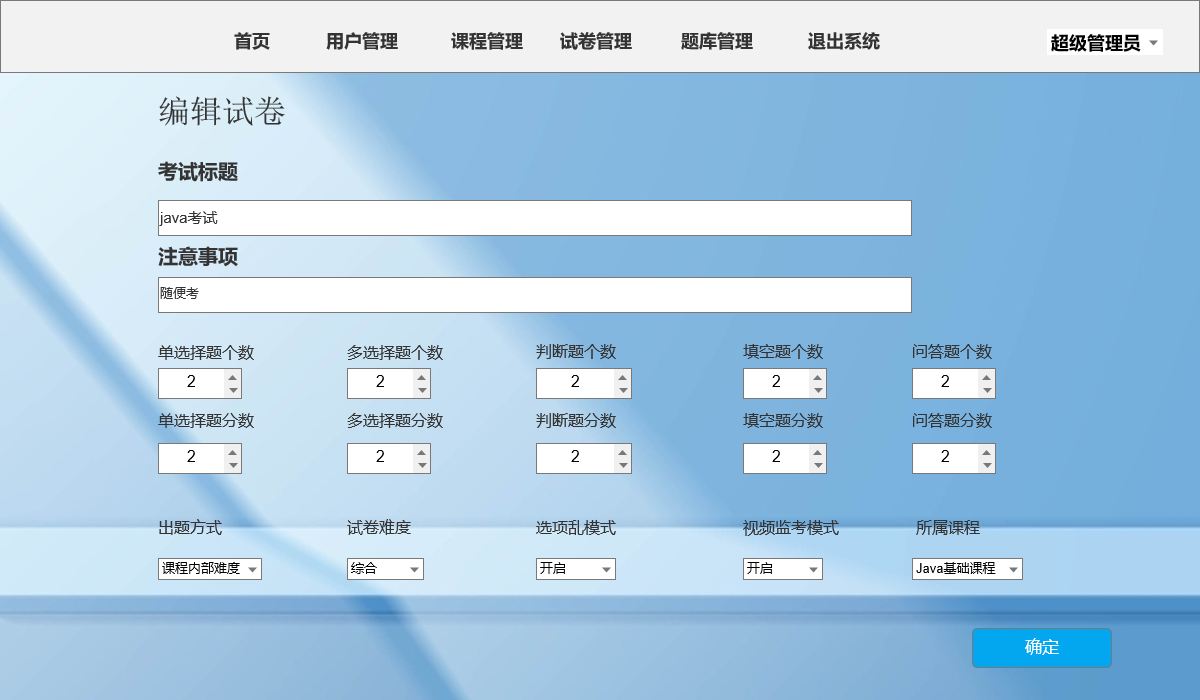 首页 用户管理 课程管理 试卷管理 题库管理 退出系统 超级管理员
编辑试卷
考试标题
java考试
注意事项
随便考
单选择题个数 多选择题个数 判断题个数 填空题个数 问答题个数
2 2 2 2 2
单选择题分数 多选择题分数 判断题分数 填空题分数 问答题分数
2 2 2 2 2
出题方式 试卷难度 选项乱模式 视频监考模式 所属课程
课程内部难度 综合 开启 开启 Java基础课程
确定